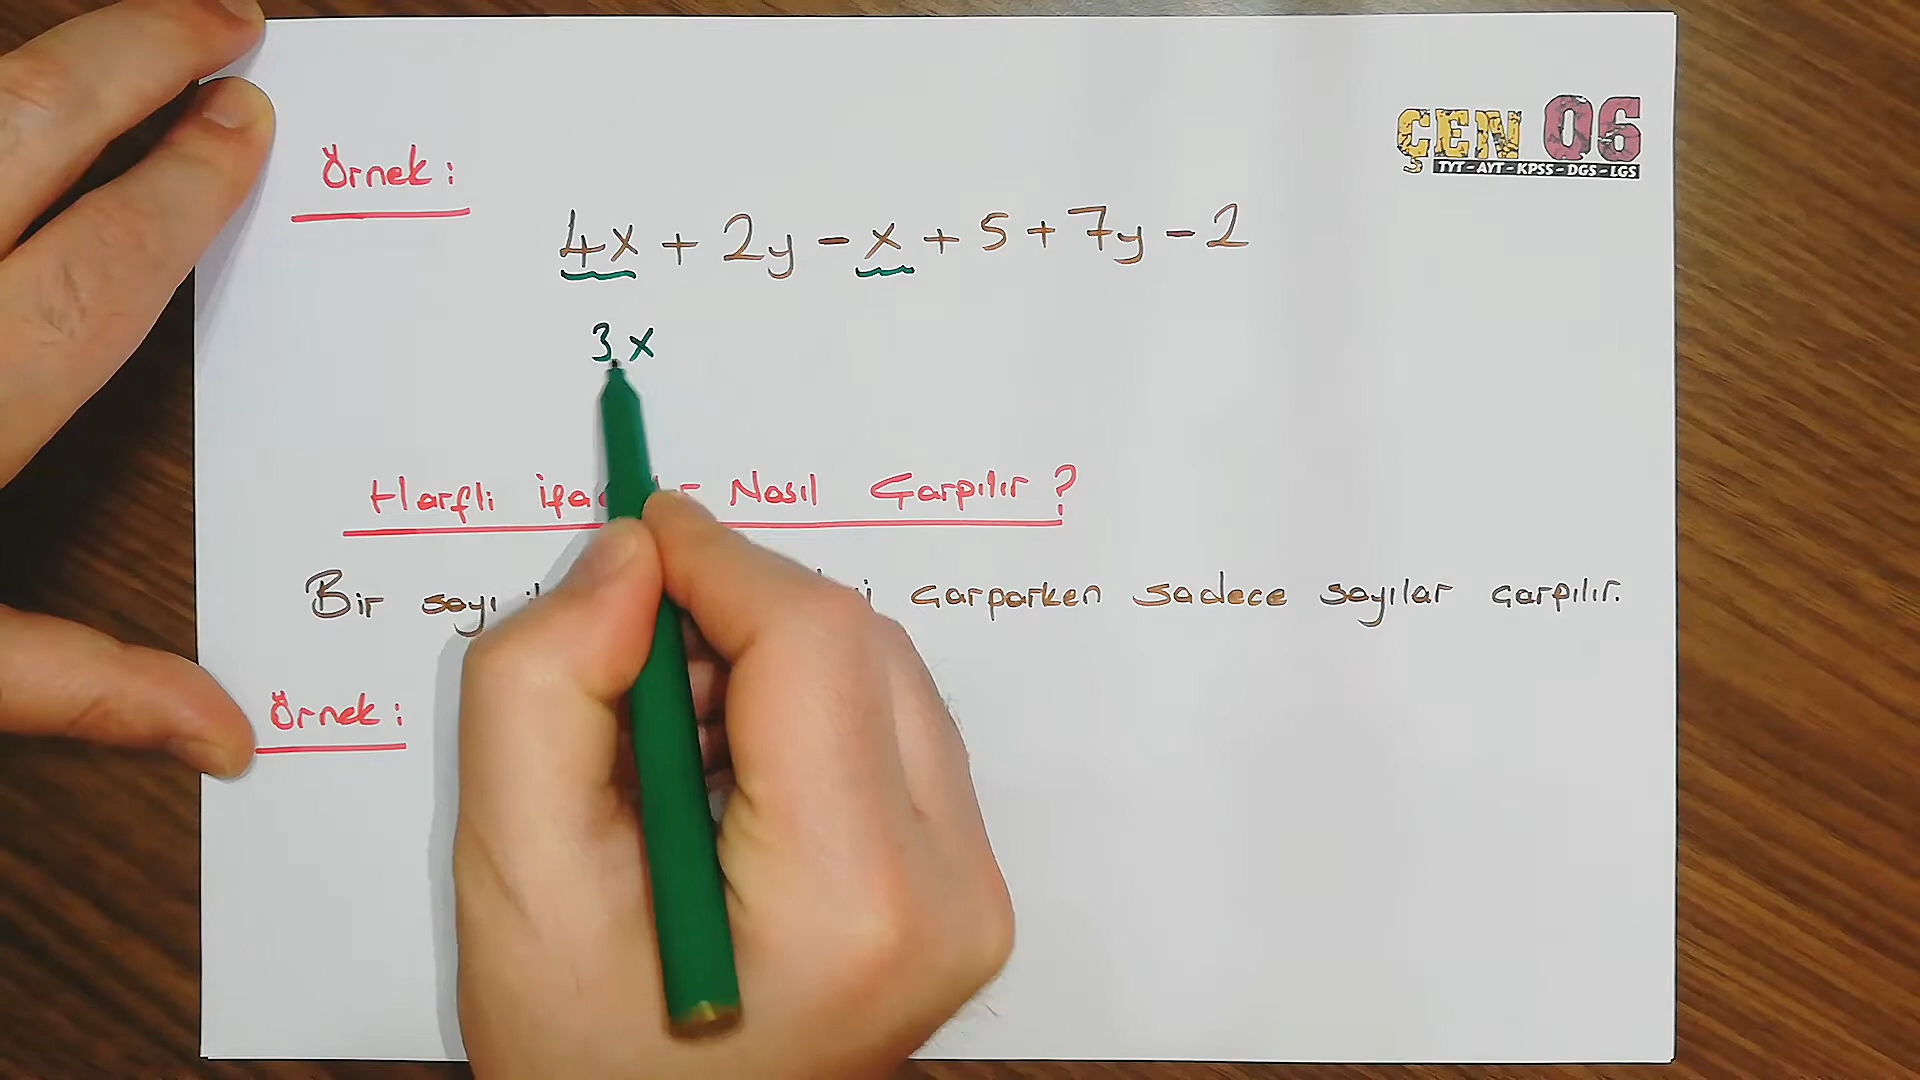 Örnek:
ÇEN 06
TYT - AYT - KPSS - DGS - LGS
4x + 2y - x + 5 + 7y - 2
3x
Harfli Nasıl Çarpılır?
Bir sayı çarparken sadece sayılar çarpılır.
Örnek: